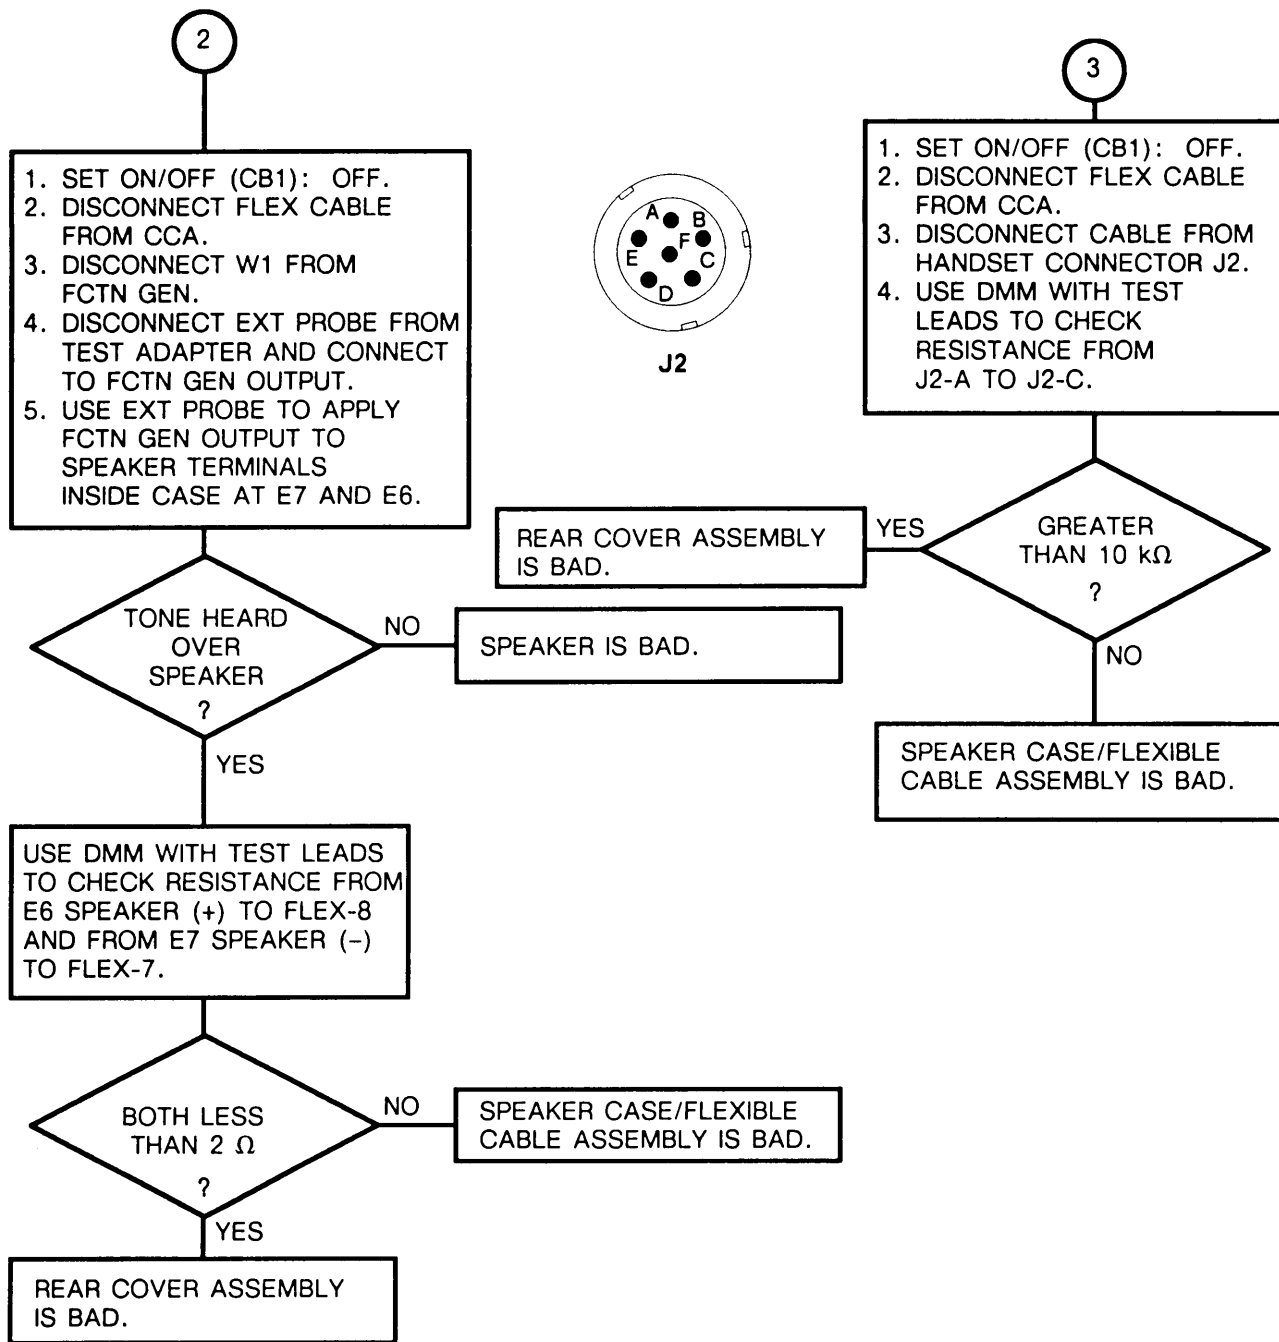 2
1. SET ON/OFF (CB1): OFF.
2. DISCONNECT FLEX CABLE
FROM CCA.
3. DISCONNECT W1 FROM
FCTN GEN.
4. DISCONNECT EXT PROBE FROM
TEST ADAPTER AND CONNECT
TO FCTN GEN OUTPUT.
5. USE EXT PROBE TO APPLY
FCTN GEN OUTPUT TO
SPEAKER TERMINALS
INSIDE CASE AT E7 AND E6.
TONE HEARD
OVER
SPEAKER
?
NO
SPEAKER IS BAD.
YES
USE DMM WITH TEST LEADS
TO CHECK RESISTANCE FROM
E6 SPEAKER (+) TO FLEX-8
AND FROM E7 SPEAKER (−)
TO FLEX-7.
BOTH LESS
THAN 2 Ω
?
NO
SPEAKER CASE/FLEXIBLE
CABLE ASSEMBLY IS BAD.
YES
REAR COVER ASSEMBLY
IS BAD.
A
B
F
E
C
D
J2
3
1. SET ON/OFF (CB1): OFF.
2. DISCONNECT FLEX CABLE
FROM CCA.
3. DISCONNECT CABLE FROM
HANDSET CONNECTOR J2.
4. USE DMM WITH TEST
LEADS TO CHECK
RESISTANCE FROM
J2-A TO J2-C.
GREATER
THAN 10 kΩ
?
YES
REAR COVER ASSEMBLY
IS BAD.
NO
SPEAKER CASE/FLEXIBLE
CABLE ASSEMBLY IS BAD.